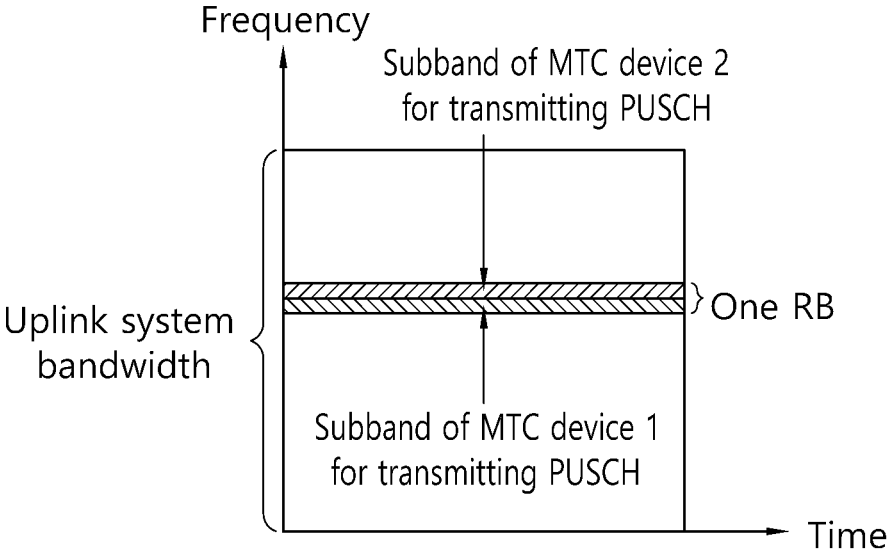 Frequency
Subband of MTC device 2
for transmitting PUSCH
One RB
Uplink system
bandwidth
Subband of MTC device 1
for transmitting PUSCH
Time